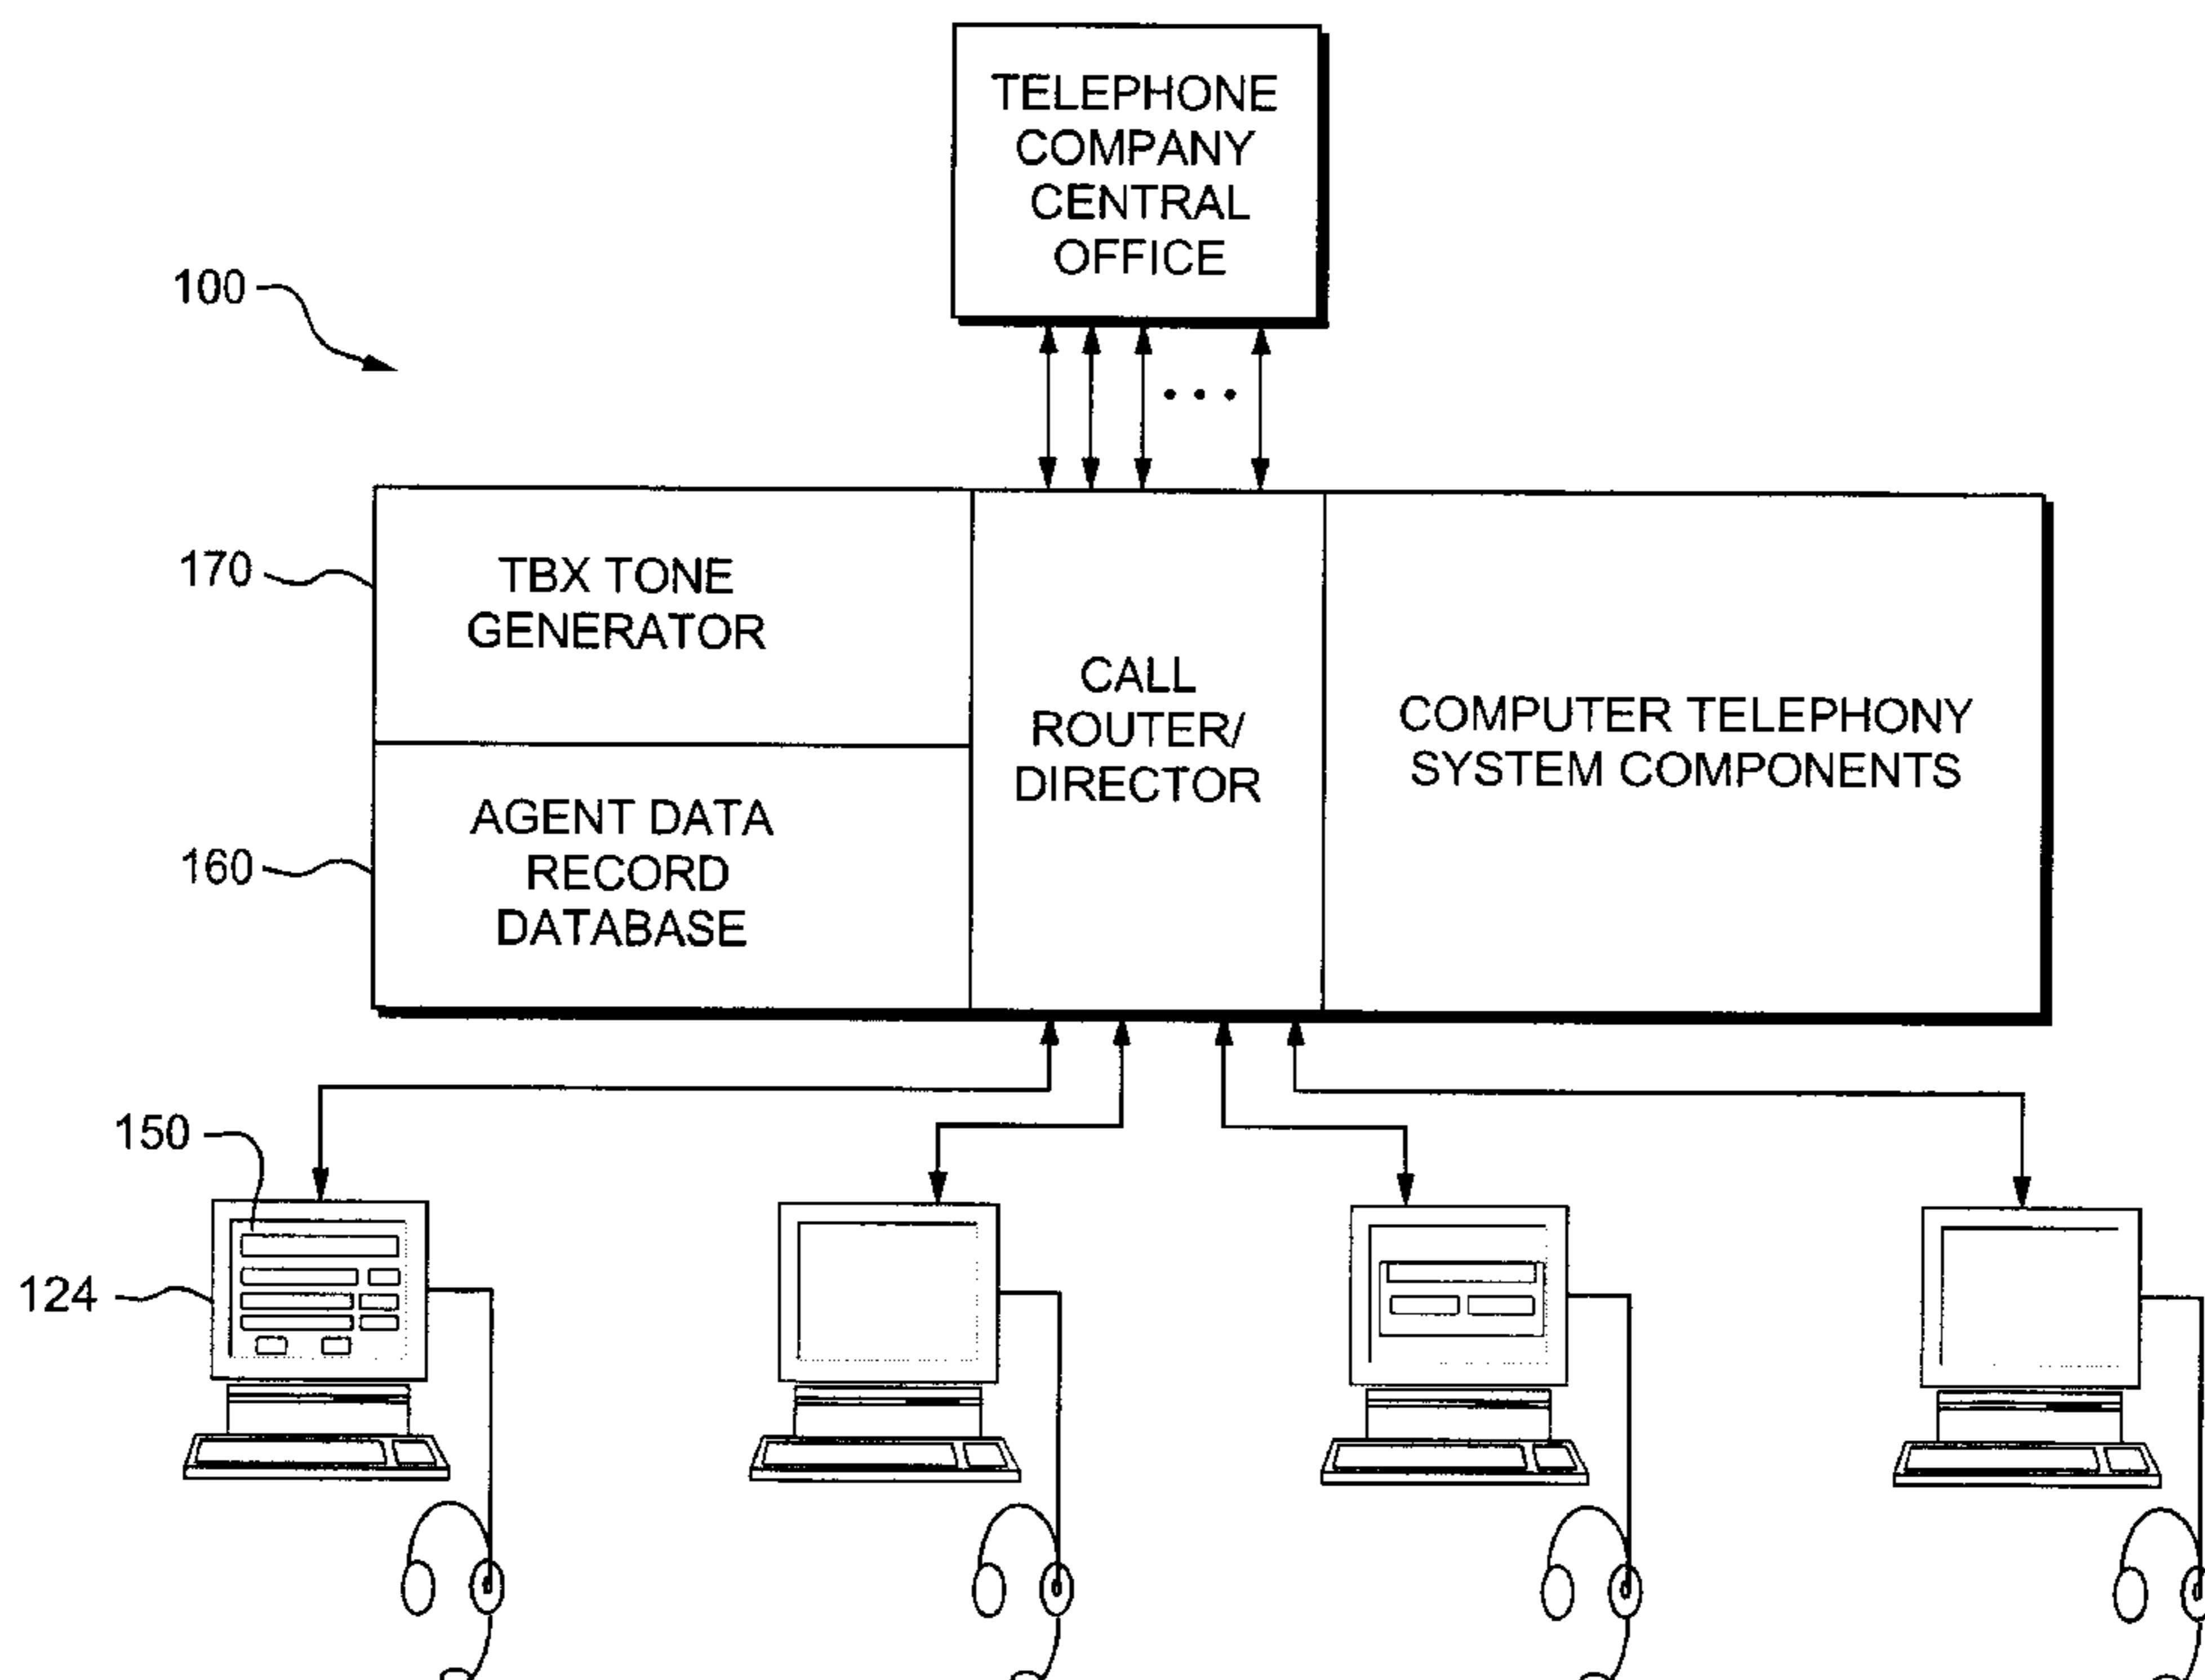 TELEPHONE
COMPANY
CENTRAL
OFFICE
100
170
TBX TONE
GENERATOR
CALL
ROUTER/
DIRECTOR
COMPUTER TELEPHONY
SYSTEM COMPONENTS
160
AGENT DATA
RECORD
DATABASE
150
124